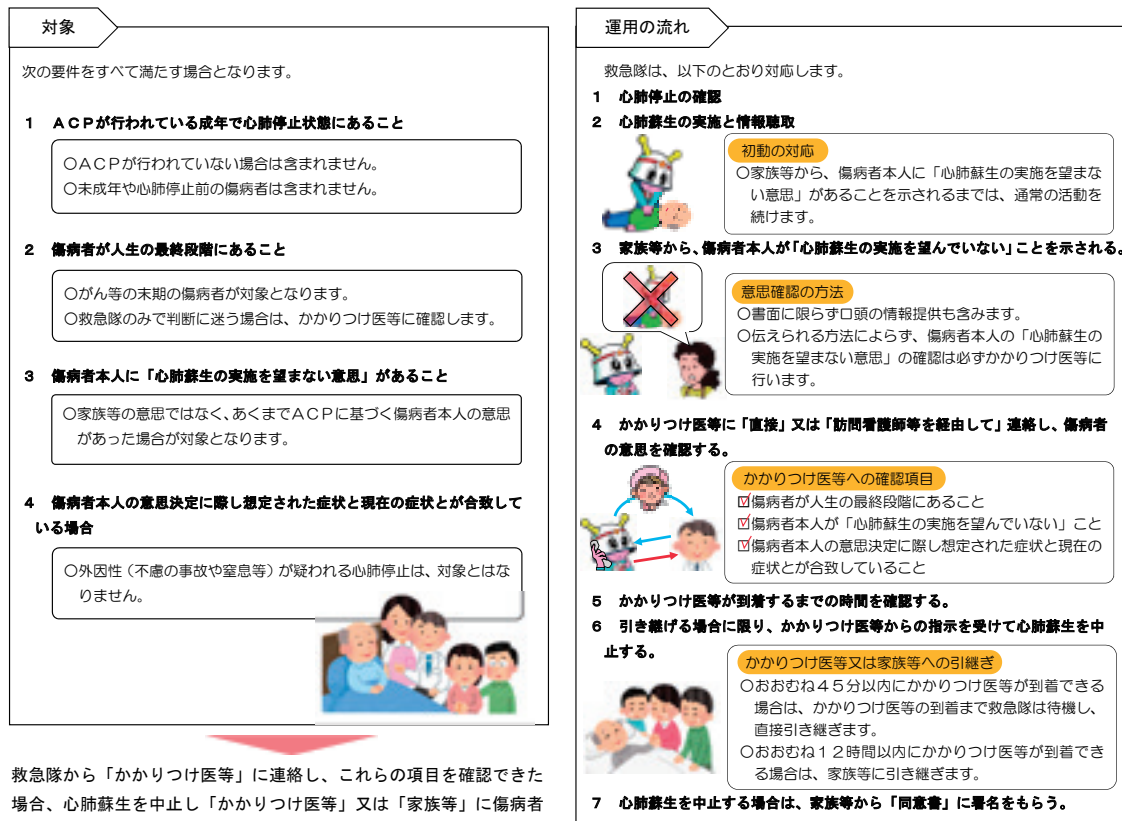 対象
次の要件をすべて満たす場合となります。
1 ACPが行われている成年で心肺停止状態にあること
○ACPが行われていない場合は含まれません。
○未成年や心肺停止前の傷病者は含まれません。
2 傷病者が人生の最終段階にあること
○がん等の末期の傷病者が対象となります。
○救急隊のみで判断に迷う場合は、かかりつけ医等に確認します。
3 傷病者本人に「心肺蘇生の実施を望まない意思」があること
○家族等の意思ではなく、あくまでACPに基づく傷病者本人の意思
があった場合が対象となります。
4 傷病者本人の意思決定に際し想定された症状と現在の症状とが合致して
いる場合
○外因性(不慮の事故や窒息等)が疑われる心肺停止は、対象とはな
りません。
救急隊から「かかりつけ医等」に連絡し、これらの項目を確認できた
場合、心肺蘇生を中止し「かかりつけ医等」又は「家族等」に傷病者
運用の流れ
救急隊は、以下のとおり対応します。
1 心肺停止の確認
2 心肺蘇生の実施と情報聴取
初動の対応
○家族等から、傷病者本人に「心肺蘇生の実施を望まな
い意思」があることを示されるまでは、通常の活動を
続けます。
3 家族等から、傷病者本人が「心肺蘇生の実施を望んでいない」ことを示される。
意思確認の方法
○書面に限らず口頭の情報提供も含みます。
○伝えられる方法によらず、傷病者本人の「心肺蘇生の
実施を望まない意思」の確認は必ずかかりつけ医等に
行います。
4 かかりつけ医等に「直接」又は「訪問看護師等を経由して」連絡し、傷病者
の意思を確認する。
かかりつけ医等への確認項目
☑傷病者が人生の最終段階にあること
☑傷病者本人が「心肺蘇生の実施を望んでいない」こと
☑傷病者本人の意思決定に際し想定された症状と現在の
症状とが合致していること
5 かかりつけ医等が到着するまでの時間を確認する。
6 引き継げる場合に限り、かかりつけ医等からの指示を受けて心肺蘇生を中
止する。
かかりつけ医等又は家族等への引継ぎ
○おおむね45分以内にかかりつけ医等が到着できる
場合は、かかりつけ医等の到着まで救急隊は待機し、
直接引き継ぎます。
○おおむね12時間以内にかかりつけ医等が到着でき
る場合は、家族等に引き継ぎます。
7 心肺蘇生を中止する場合は、家族等から「同意書」に署名をもらう。